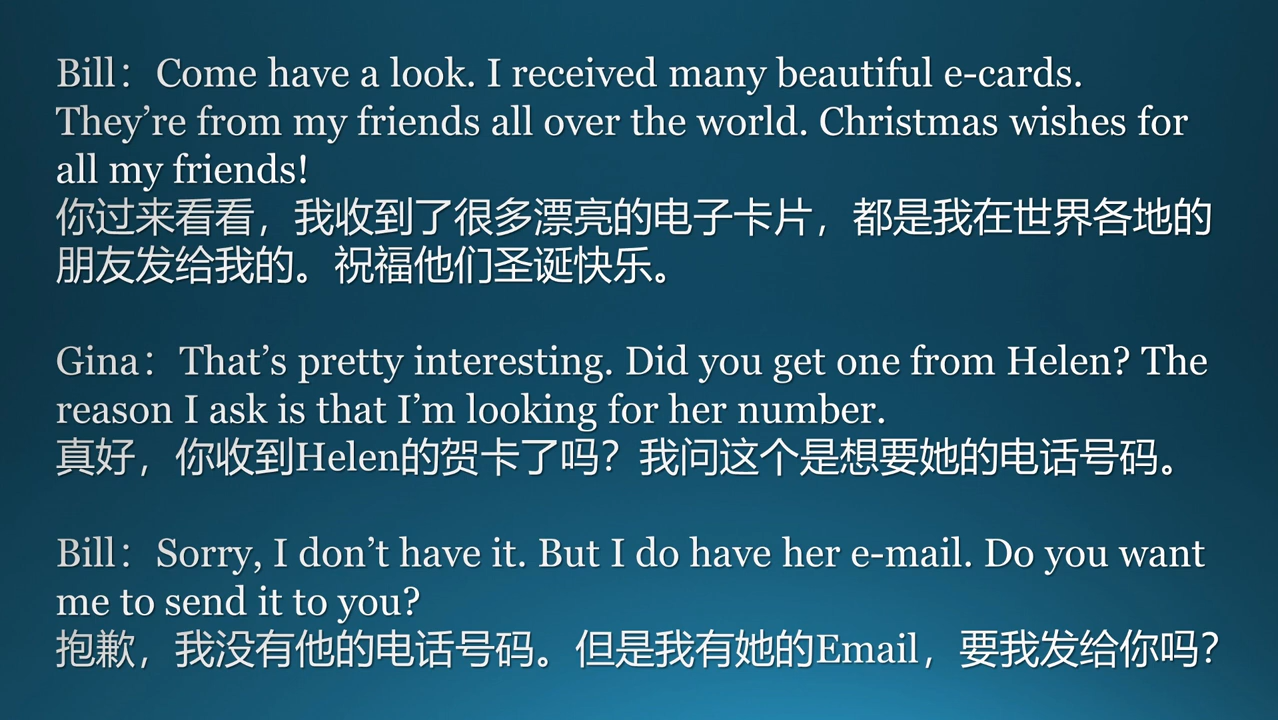 Bill：Come have a look. I received many beautiful e-cards.
They’re from my friends all over the world. Christmas wishes for
all my friends!
你过来看看，我收到了很多漂亮的电子卡片，都是我在世界各地的
朋友发给我的。祝福他们圣诞快乐。
Gina：That’s pretty interesting. Did you get one from Helen? The
reason I ask is that I’m looking for her number.
真好，你收到Helen的贺卡了吗？我问这个是想要她的电话号码。
Bill：Sorry, I don’t have it. But I do have her e-mail. Do you want
me to send it to you?
抱歉，我没有他的电话号码。但是我有她的Email，要我发给你吗？